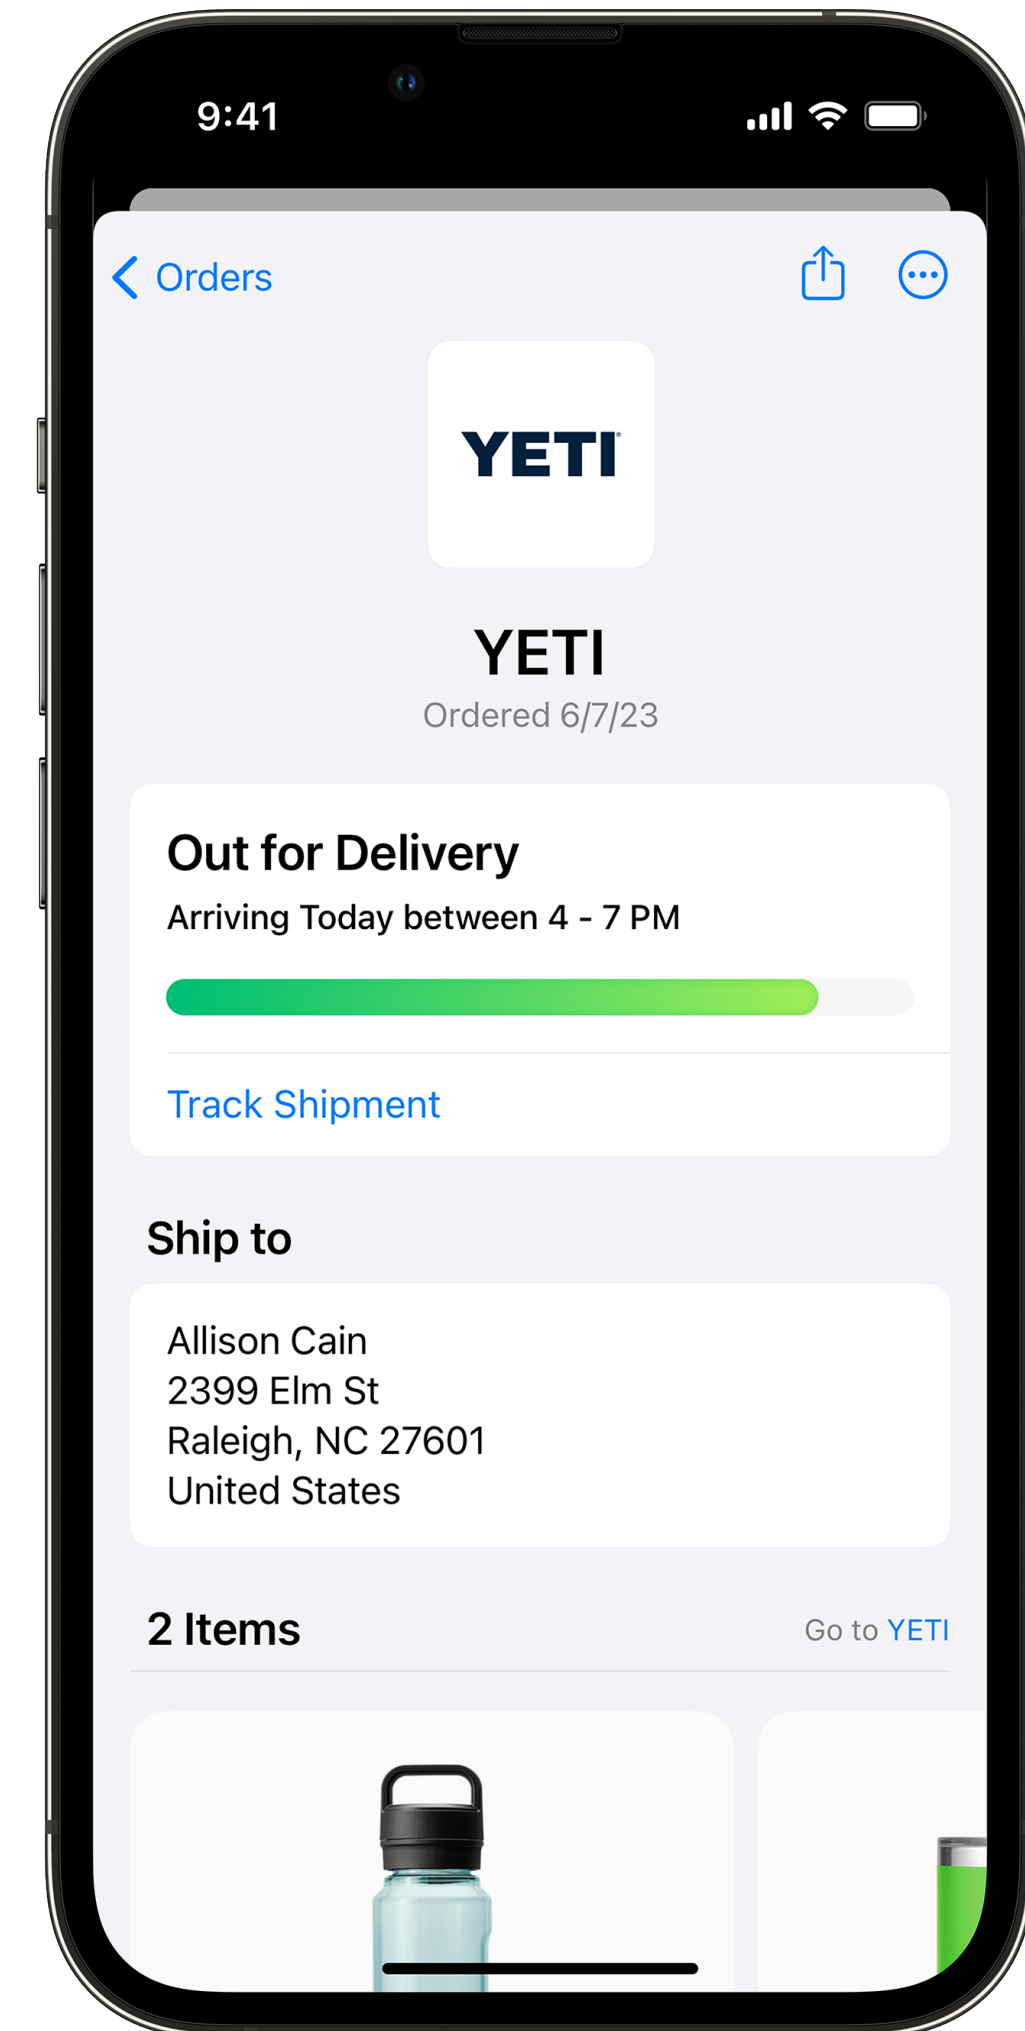 9:41
Orders
YETI®
YETI
Ordered 6/7/23
Out for Delivery
Arriving Today between 4 - 7 PM
Track Shipment
Ship to
Allison Cain
2399 Elm St
Raleigh, NC 27601
United States
2 Items
Go to YETI